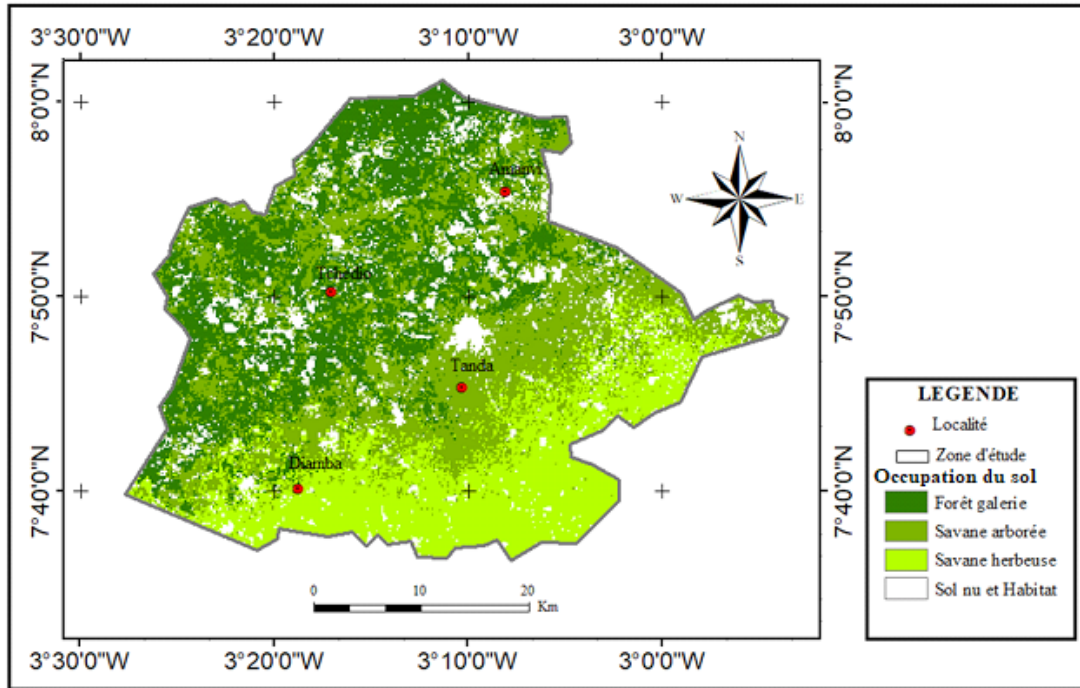 3°30'0"W 3°20'0"W 3°10'0"W 3°0'0"W
8°0'0"N 8°0'0"N
N
Amanvi
W E
S
Tchédio
7°50'0"N 7°50'0"N
Tanda
LEGENDE
Localité
Zone d'étude
Diamba
Occupation du sol
7°40'0"N 7°40'0"N
Forêt galerie
Savane arborée
Savane herbeuse
Sol nu et Habitat
0 10 20
Km
3°30'0"W 3°20'0"W 3°10'0"W 3°0'0"W